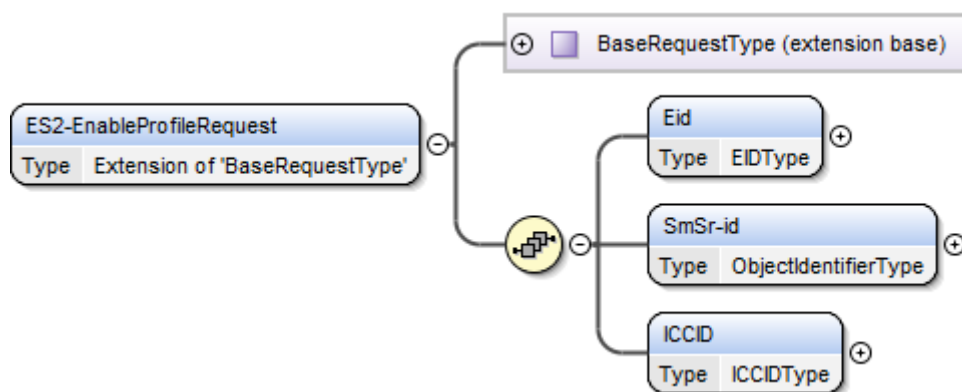 BaseRequestType (extension base)
ES2-EnableProfileRequest
Type Extension of 'BaseRequestType'
Eid
Type EIDType
SmSr-id
Type ObjectIdentifierType
ICCID
Type ICCIDType